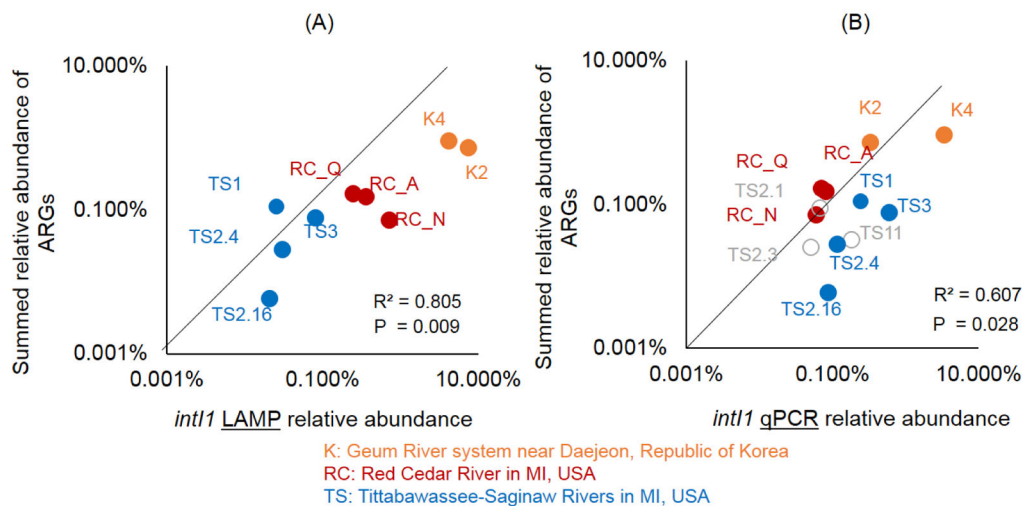 (A)
Summed relative abundance of
ARGs
10.000%
0.100%
0.001%
0.001%
0.100%
10.000%
K4
K2
RC_Q
RC_A
RC_N
TS1
TS3
TS2.4
TS2.16
R² = 0.805
P = 0.009
intI1 LAMP relative abundance
(B)
Summed relative abundance of
ARGs
10.000%
0.100%
0.001%
0.001%
0.100%
10.000%
K2
K4
RC_Q
RC_A
TS2.1
TS1
TS3
RC_N
TS11
TS2.3
TS2.4
TS2.16
R² = 0.607
P = 0.028
intI1 qPCR relative abundance
K: Geum River system near Daejeon, Republic of Korea
RC: Red Cedar River in MI, USA
TS: Tittabawassee-Saginaw Rivers in MI, USA